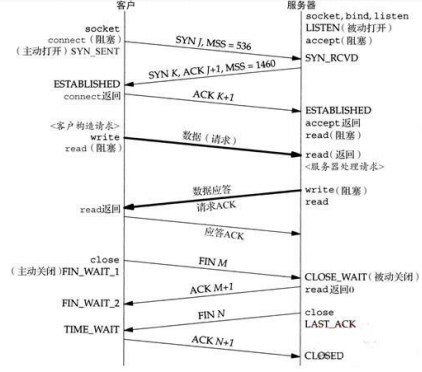 客户
服务器
socket
socket, bind, listen
connect (阻塞)
LISTEN(被动打开)
(主动打开) SYN_SENT
accept(阻塞)
SYN J, MSS = 536
SYN_RCVD
SYN K, ACK J+1, MSS = 1460
ESTABLISHED
connect返回
ACK K+1
ESTABLISHED
accept返回
<客户构造请求>
read(阻塞)
write
数据(请求)
read(阻塞)
read(返回)
<服务器处理请求>
数据应答
write(阻塞)
请求ACK
read
read返回
应答ACK
close
FIN M
(主动关闭)FIN_WAIT_1
CLOSE_WAIT(被动关闭)
ACK M+1
read返回0
FIN_WAIT_2
FIN N
close
TIME_WAIT
LAST_ACK
ACK N+1
CLOSED